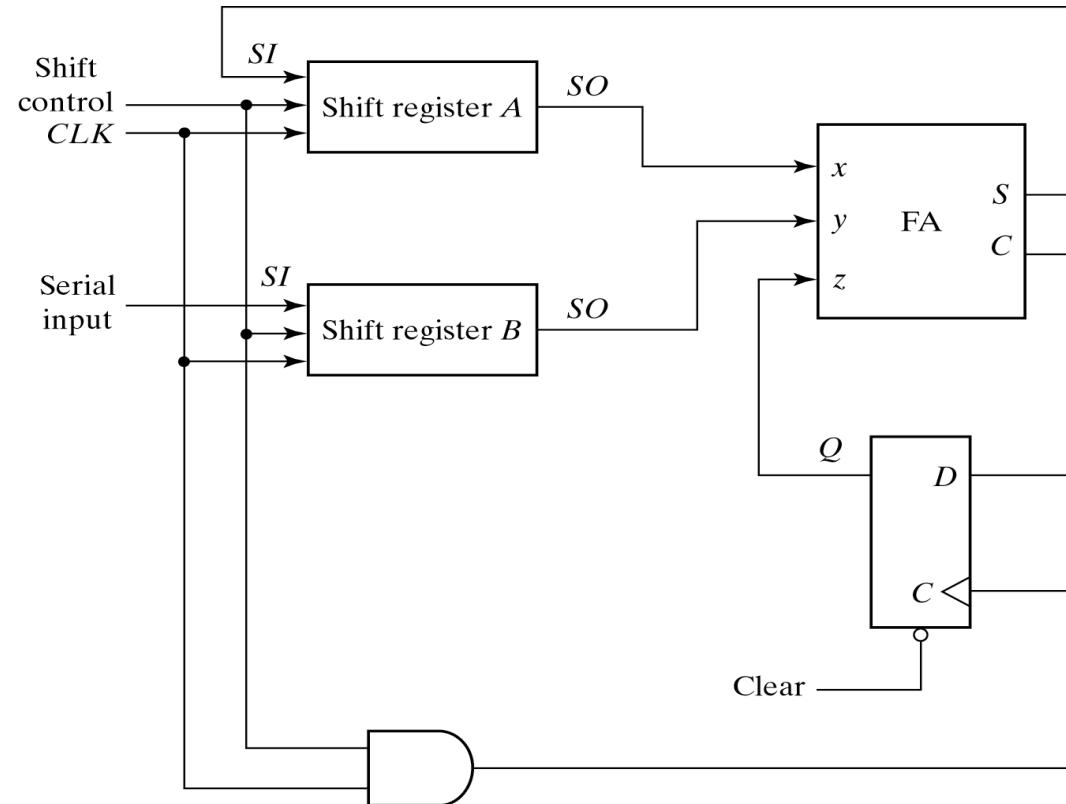 SI
Shift
control
CLK
Shift register A
SO
x
y
z
FA
S
C
Serial
input
SI
Shift register B
SO
Q
D
C
Clear